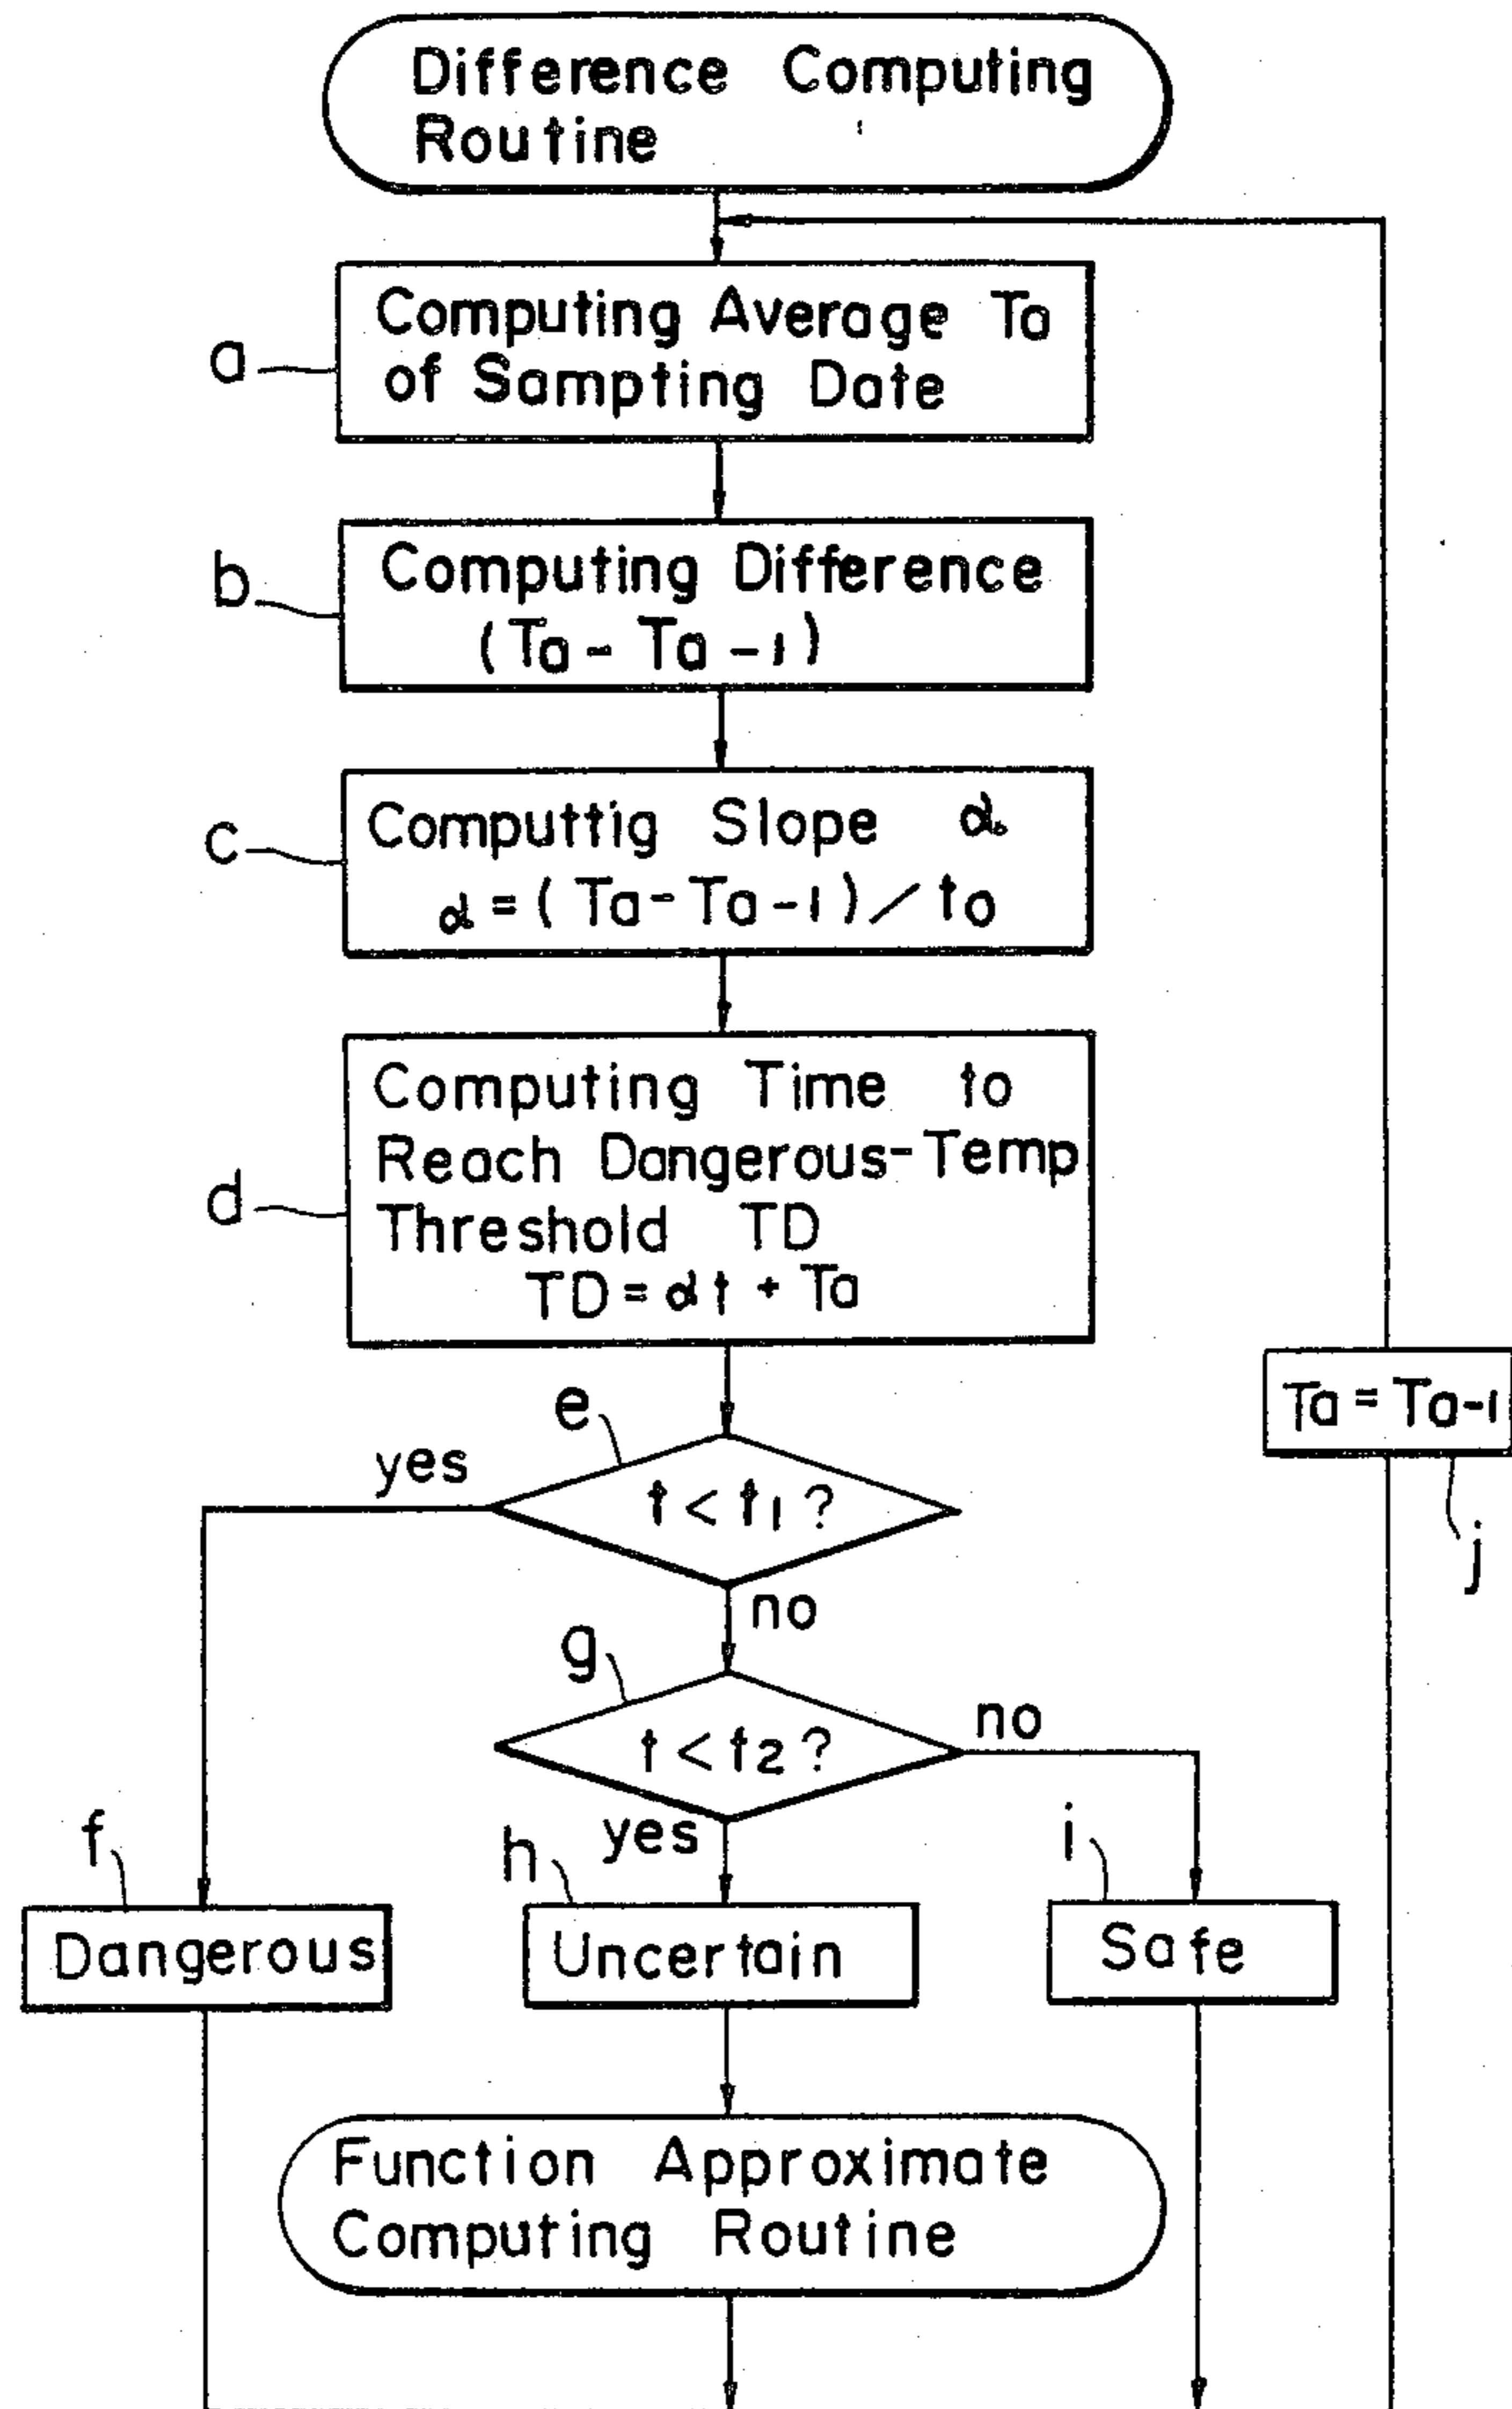 Difference Computing
Routine
Computing Average Ta
of Sampting Date
a
Computing Difference
(Ta - Ta -1)
b
Computtig Slope α
α = (Ta - Ta -1) / to
c
Computing Time to
Reach Dangerous-Temp
Threshold TD
TD = αt + Ta
d
Ta = Ta-1
j
e
yes
t < t1 ?
no
g
t < t2 ?
no
yes
f
h
i
Dangerous
Uncertain
Safe
Function Approximate
Computing Routine